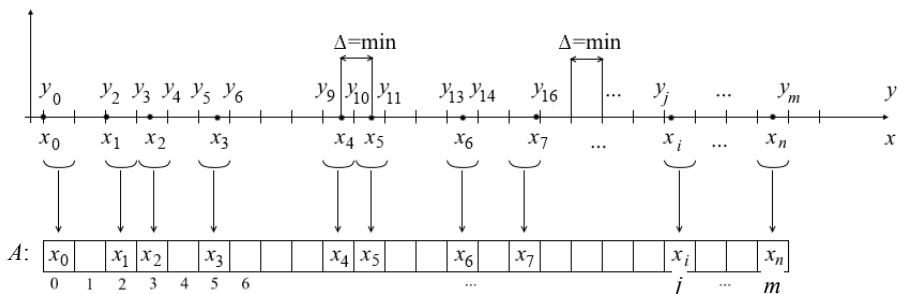 Δ=min Δ=min
y₀ y₂ y₃ y₄ y₅ y₆ y₉ y₁₀ y₁₁ y₁₃ y₁₄ y₁₆ ... yⱼ ... yₘ y
x₀ x₁ x₂ x₃ x₄ x₅ x₆ x₇ ... xᵢ ... xₙ x
A: x₀ x₁ x₂ x₃ x₄ x₅ x₆ x₇ xᵢ xₙ
0 1 2 3 4 5 6 ... j ... m